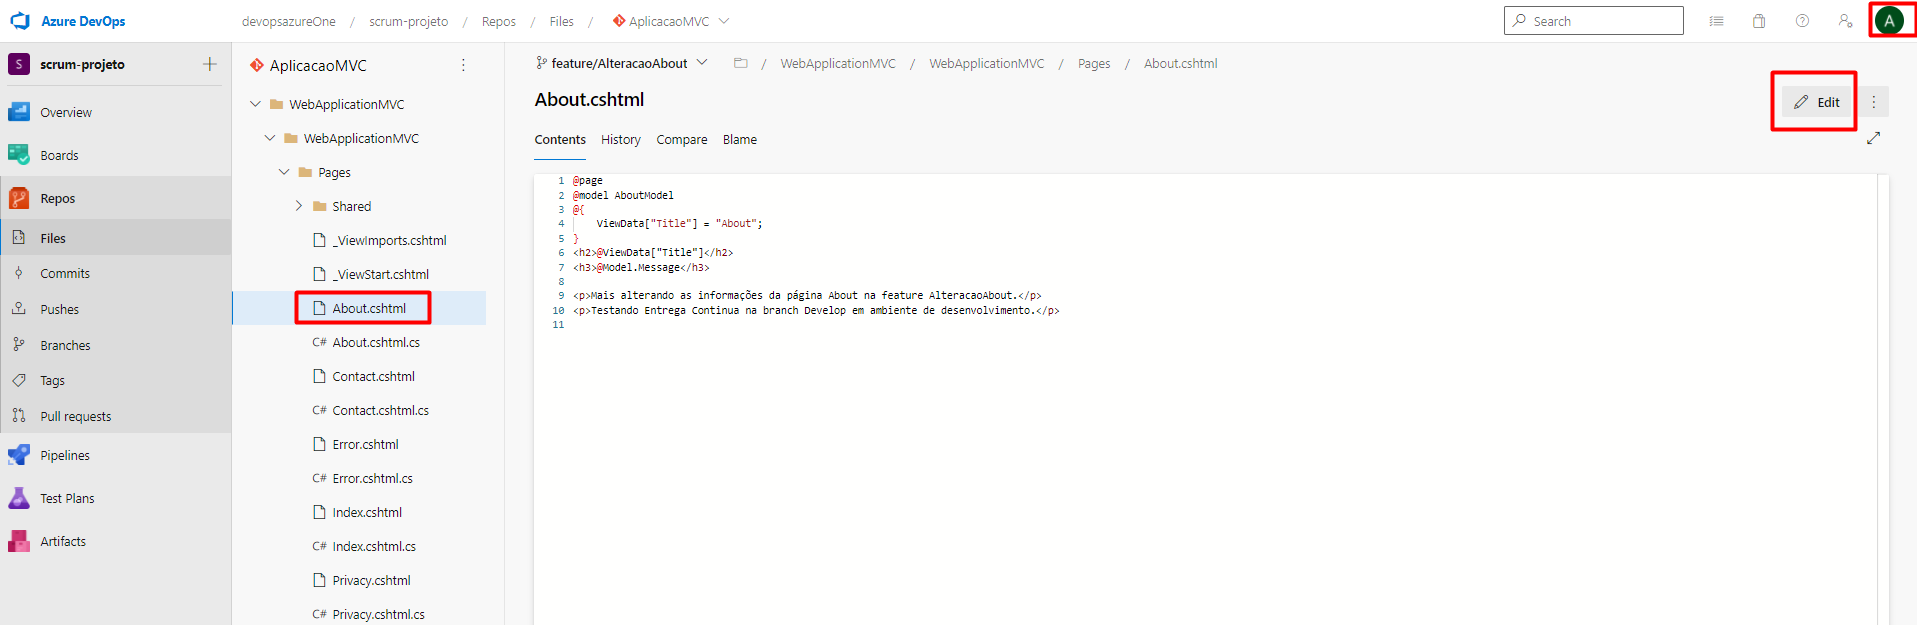 Azure DevOps
devopsazureOne / scrum-projeto / Repos / Files / AplicacaoMVC
Search
A
S scrum-projeto
Overview
Boards
Repos
Files
Commits
Pushes
Branches
Tags
Pull requests
Pipelines
Test Plans
Artifacts
AplicacaoMVC
WebApplicationMVC
WebApplicationMVC
Pages
Shared
_ViewImports.cshtml
_ViewStart.cshtml
About.cshtml
C# About.cshtml.cs
Contact.cshtml
C# Contact.cshtml.cs
Error.cshtml
C# Error.cshtml.cs
Index.cshtml
C# Index.cshtml.cs
Privacy.cshtml
C# Privacy.cshtml.cs
feature/AlteracaoAbout / WebApplicationMVC / WebApplicationMVC / Pages / About.cshtml
About.cshtml
Edit
Contents History Compare Blame
1 @page
2 @model AboutModel
3 @{
4 ViewData["Title"] = "About";
5 }
6 <h2>@ViewData["Title"]</h2>
7 <h3>@Model.Message</h3>
8
9 <p>Mais alterando as informações da página About na feature AlteracaoAbout.</p>
10 <p>Testando Entrega Continua na branch Develop em ambiente de desenvolvimento.</p>
11